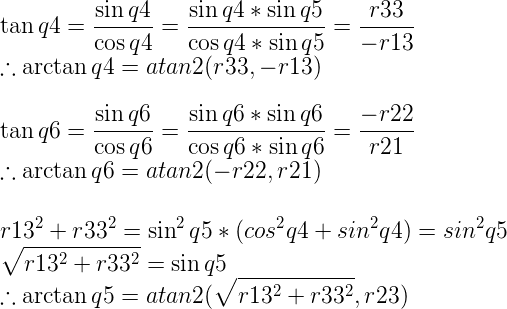 tan q4 = sin q4 / cos q4 = sin q4 ∗ sin q5 / cos q4 ∗ sin q5 = r33 / −r13
∴ arctan q4 = atan2(r33, −r13)
tan q6 = sin q6 / cos q6 = sin q6 ∗ sin q6 / cos q6 ∗ sin q6 = −r22 / r21
∴ arctan q6 = atan2(−r22, r21)
r13² + r33² = sin² q5 ∗ (cos²q4 + sin²q4) = sin²q5
√(r13² + r33²) = sin q5
∴ arctan q5 = atan2(√(r13² + r33²), r23)